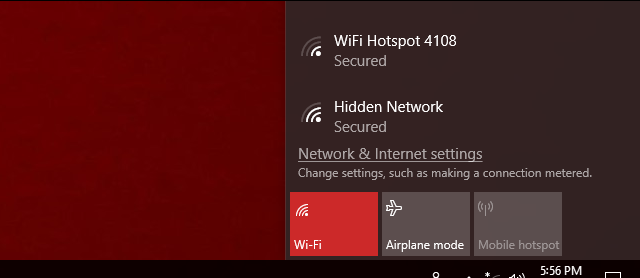 WiFi Hotspot 4108
Secured
Hidden Network
Secured
Network & Internet settings
Change settings, such as making a connection metered.
Wi-Fi
Airplane mode
Mobile hotspot
5:56 PM